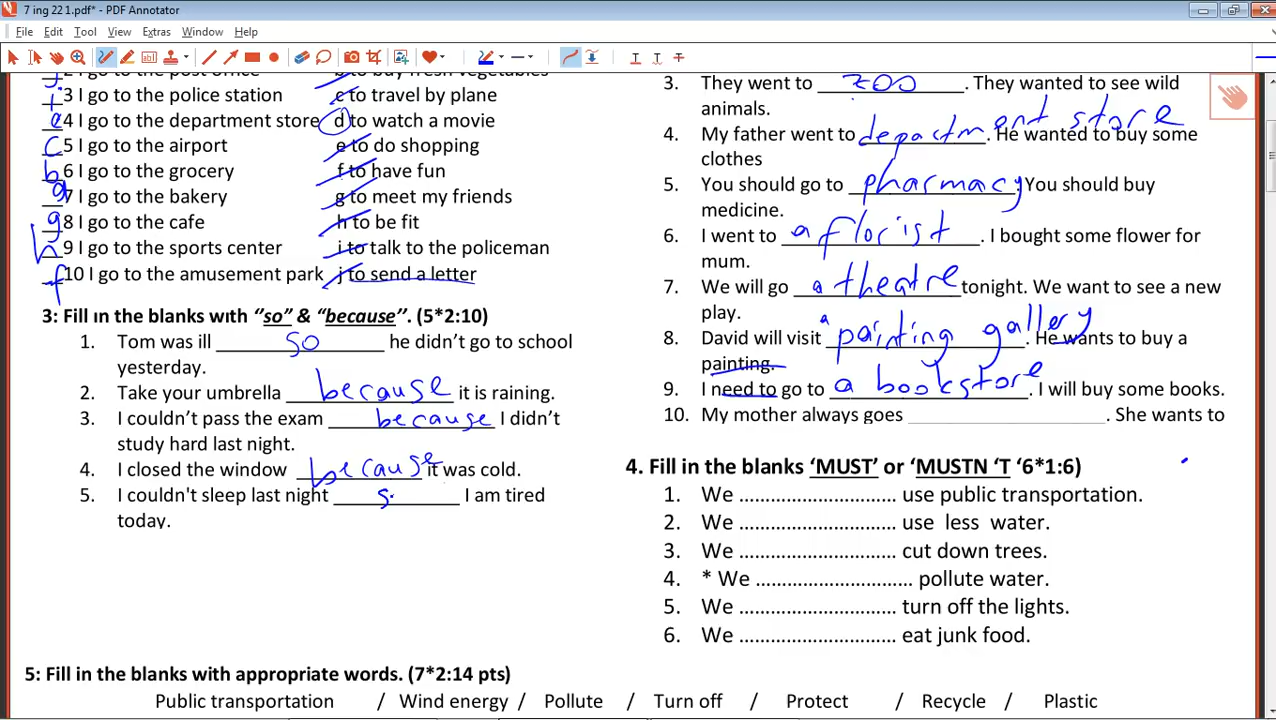 7 ing 22 1.pdf* - PDF Annotator
File Edit Tool View Extras Window Help
3 I go to the police station
i
c to travel by plane
e 4 I go to the department store
d to watch a movie
c 5 I go to the airport
e to do shopping
b 6 I go to the grocery
f to have fun
a 7 I go to the bakery
g to meet my friends
g 8 I go to the cafe
h to be fit
h 9 I go to the sports center
i to talk to the policeman
f 10 I go to the amusement park
j to send a letter
3: Fill in the blanks with "so" & "because". (5*2:10)
1. Tom was ill so he didn't go to school
yesterday.
2. Take your umbrella because it is raining.
3. I couldn't pass the exam because I didn't
study hard last night.
4. I closed the window because it was cold.
5. I couldn't sleep last night s I am tired
today.
3. They went to zoo. They wanted to see wild
animals.
4. My father went to department store. He wanted to buy some
clothes
5. You should go to pharmacy. You should buy
medicine.
6. I went to a florist. I bought some flower for
mum.
7. We will go a theatre tonight. We want to see a new
play.
8. David will visit a painting gallery. He wants to buy a
painting.
9. I need to go to a bookstore. I will buy some books.
10. My mother always goes ____________________. She wants to
4. Fill in the blanks 'MUST' or 'MUSTN 'T '6*1:6)
1. We ………………………… use public transportation.
2. We ………………………… use less water.
3. We ………………………… cut down trees.
4. * We ………………………… pollute water.
5. We ………………………… turn off the lights.
6. We ………………………… eat junk food.
5: Fill in the blanks with appropriate words. (7*2:14 pts)
Public transportation / Wind energy / Pollute / Turn off / Protect / Recycle / Plastic